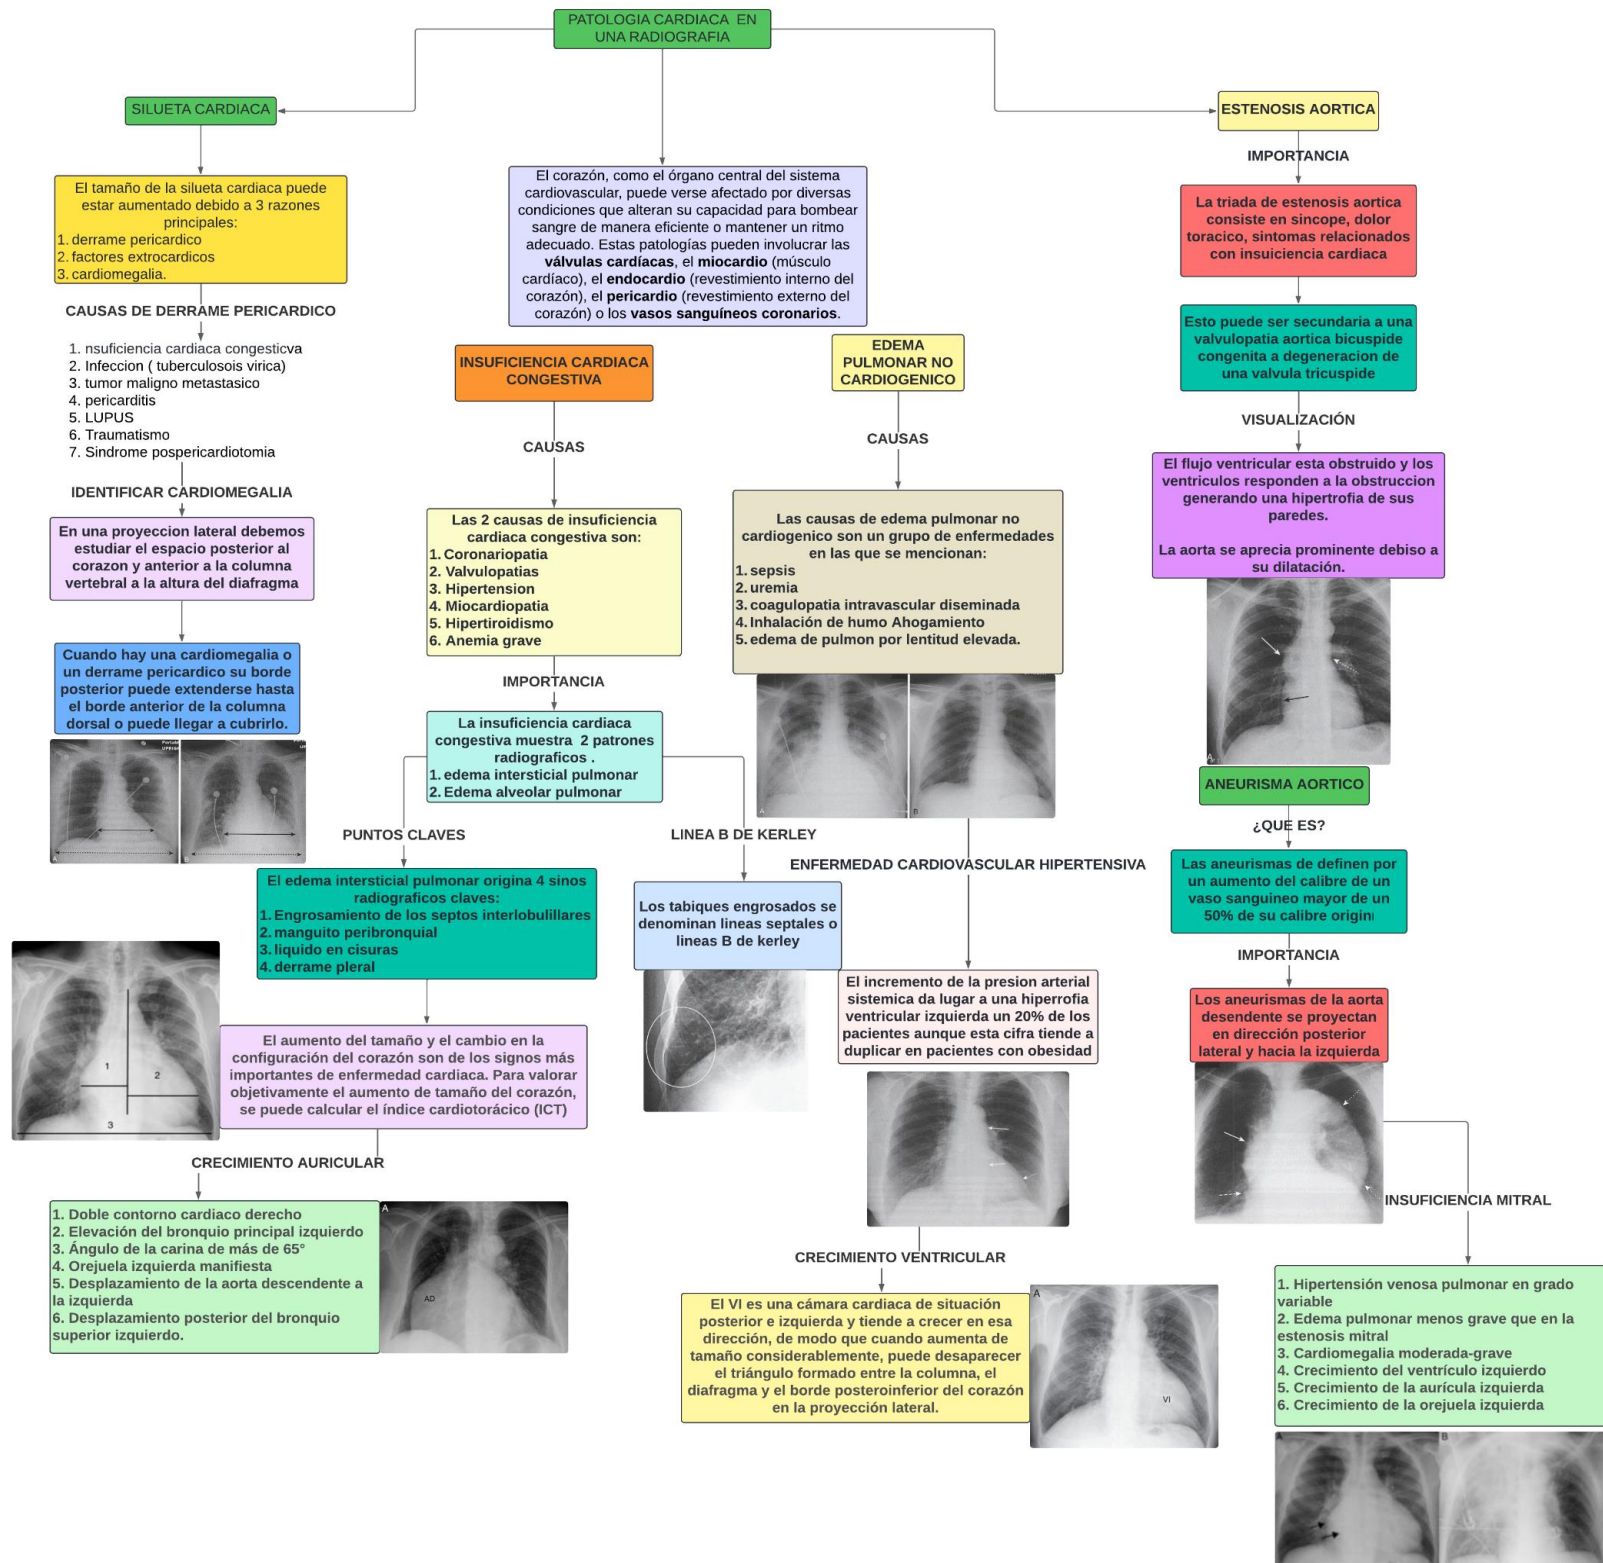 PATOLOGIA CARDIACA  EN
UNA RADIOGRAFIA
SILUETA CARDIACA
El tamaño de la silueta cardiaca puede
estar aumentado debido a 3 razones
principales:
1. derrame pericardico
2. factores extrocardicos
3. cardiomegalia.
CAUSAS DE DERRAME PERICARDICO
1. nsuficiencia cardiaca congesticva
2. Infeccion ( tuberculosois virica)
3. tumor maligno metastasico
4. pericarditis
5. LUPUS
6. Traumatismo
7. Sindrome pospericardiotomia
IDENTIFICAR CARDIOMEGALIA
En una proyeccion lateral debemos
estudiar el espacio posterior al
corazon y anterior a la columna
vertebral a la altura del diafragma
Cuando hay una cardiomegalia o
un derrame pericardico su borde
posterior puede extenderse hasta
el borde anterior de la columna
dorsal o puede llegar a cubrirlo.
A
B
El corazón, como el órgano central del sistema
cardiovascular, puede verse afectado por diversas
condiciones que alteran su capacidad para bombear
sangre de manera eficiente o mantener un ritmo
adecuado. Estas patologías pueden involucrar las
válvulas cardíacas, el miocardio (músculo
cardíaco), el endocardio (revestimiento interno del
corazón), el pericardio (revestimiento externo del
corazón) o los vasos sanguíneos coronarios.
INSUFICIENCIA CARDIACA
CONGESTIVA
CAUSAS
Las 2 causas de insuficiencia
cardiaca congestiva son:
1. Coronariopatia
2. Valvulopatias
3. Hipertension
4. Miocardiopatia
5. Hipertiroidismo
6. Anemia grave
IMPORTANCIA
La insuficiencia cardiaca
congestiva muestra  2 patrones
radiograficos .
1. edema intersticial pulmonar
2. Edema alveolar pulmonar
PUNTOS CLAVES
El edema intersticial pulmonar origina 4 sinos
radiograficos claves:
1. Engrosamiento de los septos interlobulillares
2. manguito peribronquial
3. liquido en cisuras
4. derrame pleral
1
2
3
El aumento del tamaño y el cambio en la
configuración del corazón son de los signos más
importantes de enfermedad cardiaca. Para valorar
objetivamente el aumento de tamaño del corazón,
se puede calcular el índice cardiotorácico (ICT)
CRECIMIENTO AURICULAR
1. Doble contorno cardiaco derecho
2. Elevación del bronquio principal izquierdo
3. Ángulo de la carina de más de 65°
4. Orejuela izquierda manifiesta
5. Desplazamiento de la aorta descendente a
la izquierda
6. Desplazamiento posterior del bronquio
superior izquierdo.
A
AD
LINEA B DE KERLEY
Los tabiques engrosados se
denominan lineas septales o
lineas B de kerley
EDEMA
PULMONAR NO
CARDIOGENICO
CAUSAS
Las causas de edema pulmonar no
cardiogenico son un grupo de enfermedades
en las que se mencionan:
1. sepsis
2. uremia
3. coagulopatia intravascular diseminada
4. Inhalación de humo Ahogamiento
5. edema de pulmon por lentitud elevada.
A
B
ENFERMEDAD CARDIOVASCULAR HIPERTENSIVA
El incremento de la presion arterial
sistemica da lugar a una hiperrofia
ventricular izquierda un 20% de los
pacientes aunque esta cifra tiende a
duplicar en pacientes con obesidad
CRECIMIENTO VENTRICULAR
El VI es una cámara cardiaca de situación
posterior e izquierda y tiende a crecer en esa
dirección, de modo que cuando aumenta de
tamaño considerablemente, puede desaparecer
el triángulo formado entre la columna, el
diafragma y el borde posteroinferior del corazón
en la proyección lateral.
A
VI
ESTENOSIS AORTICA
IMPORTANCIA
La triada de estenosis aortica
consiste en sincope, dolor
toracico, sintomas relacionados
con insuiciencia cardiaca
Esto puede ser secundaria a una
valvulopatia aortica bicuspide
congenita a degeneracion de
una valvula tricuspide
VISUALIZACIÓN
El flujo ventricular esta obstruido y los
ventriculos responden a la obstruccion
generando una hipertrofia de sus
paredes.
La aorta se aprecia prominente debiso a
su dilatación.
A
ANEURISMA AORTICO
¿QUE ES?
Las aneurismas de definen por
un aumento del calibre de un
vaso sanguineo mayor de un
50% de su calibre origin
IMPORTANCIA
Los aneurismas de la aorta
desendente se proyectan
en dirección posterior
lateral y hacia la izquierda
INSUFICIENCIA MITRAL
1. Hipertensión venosa pulmonar en grado
variable
2. Edema pulmonar menos grave que en la
estenosis mitral
3. Cardiomegalia moderada-grave
4. Crecimiento del ventrículo izquierdo
5. Crecimiento de la aurícula izquierda
6. Crecimiento de la orejuela izquierda
A
B